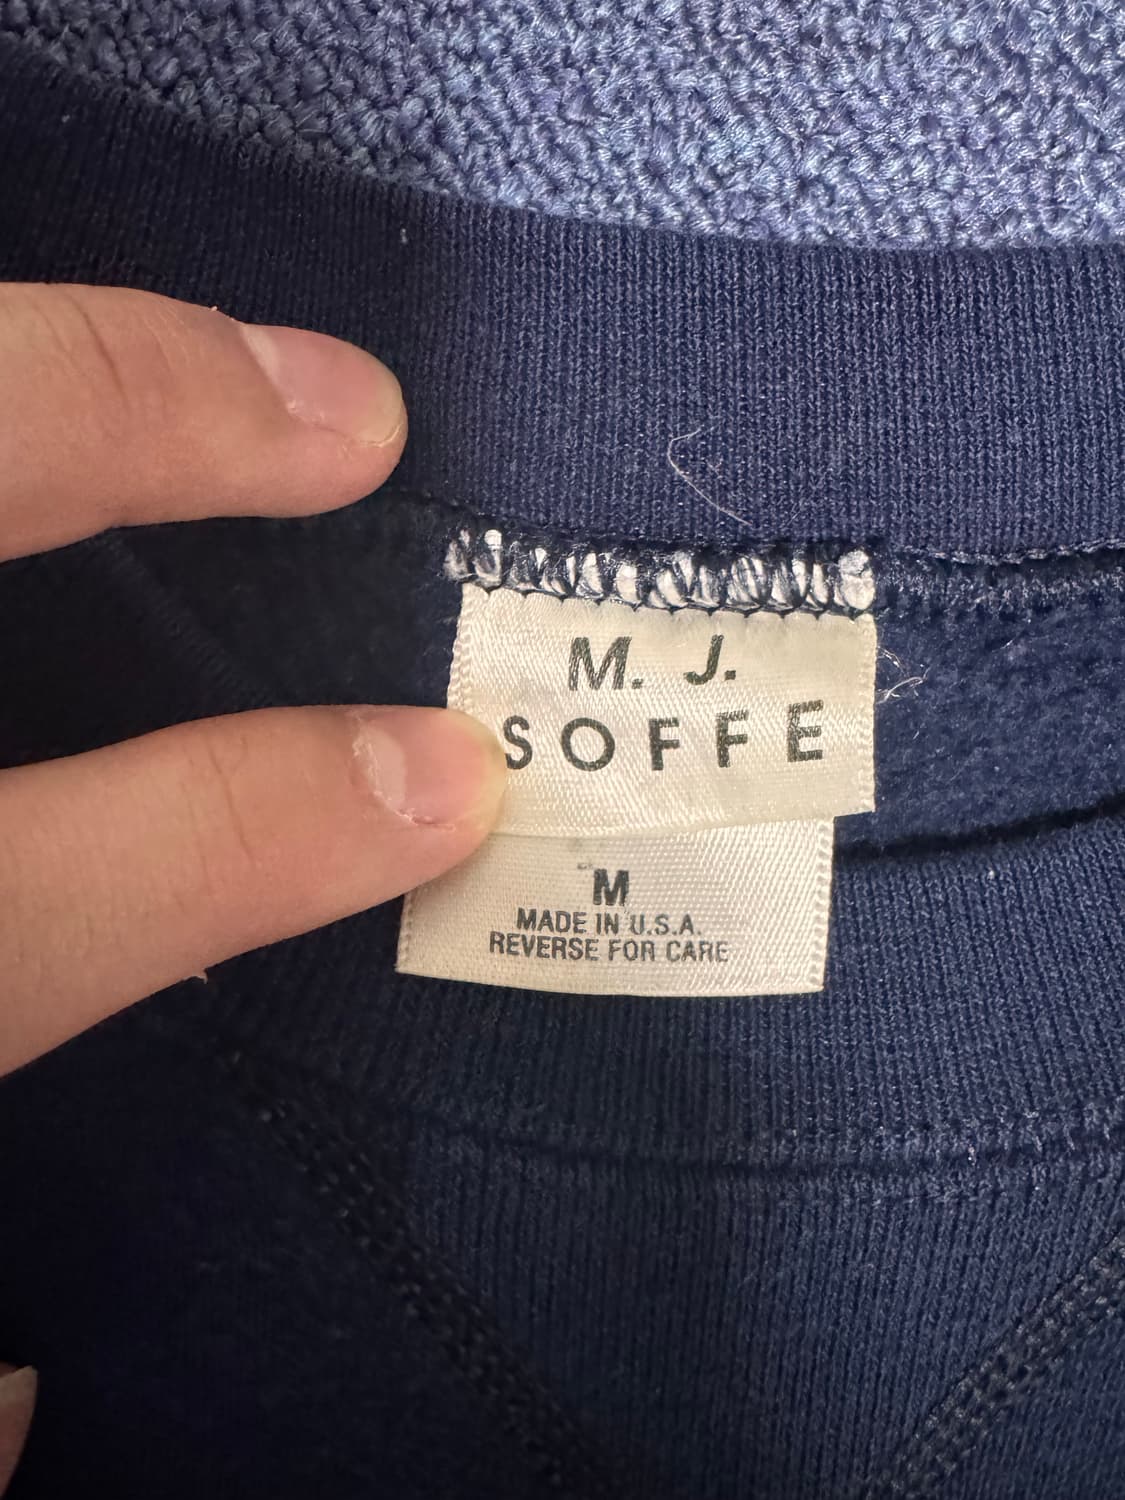 M. J.
SOFFE
M
MADE IN U.S.A.
REVERSE FOR CARE